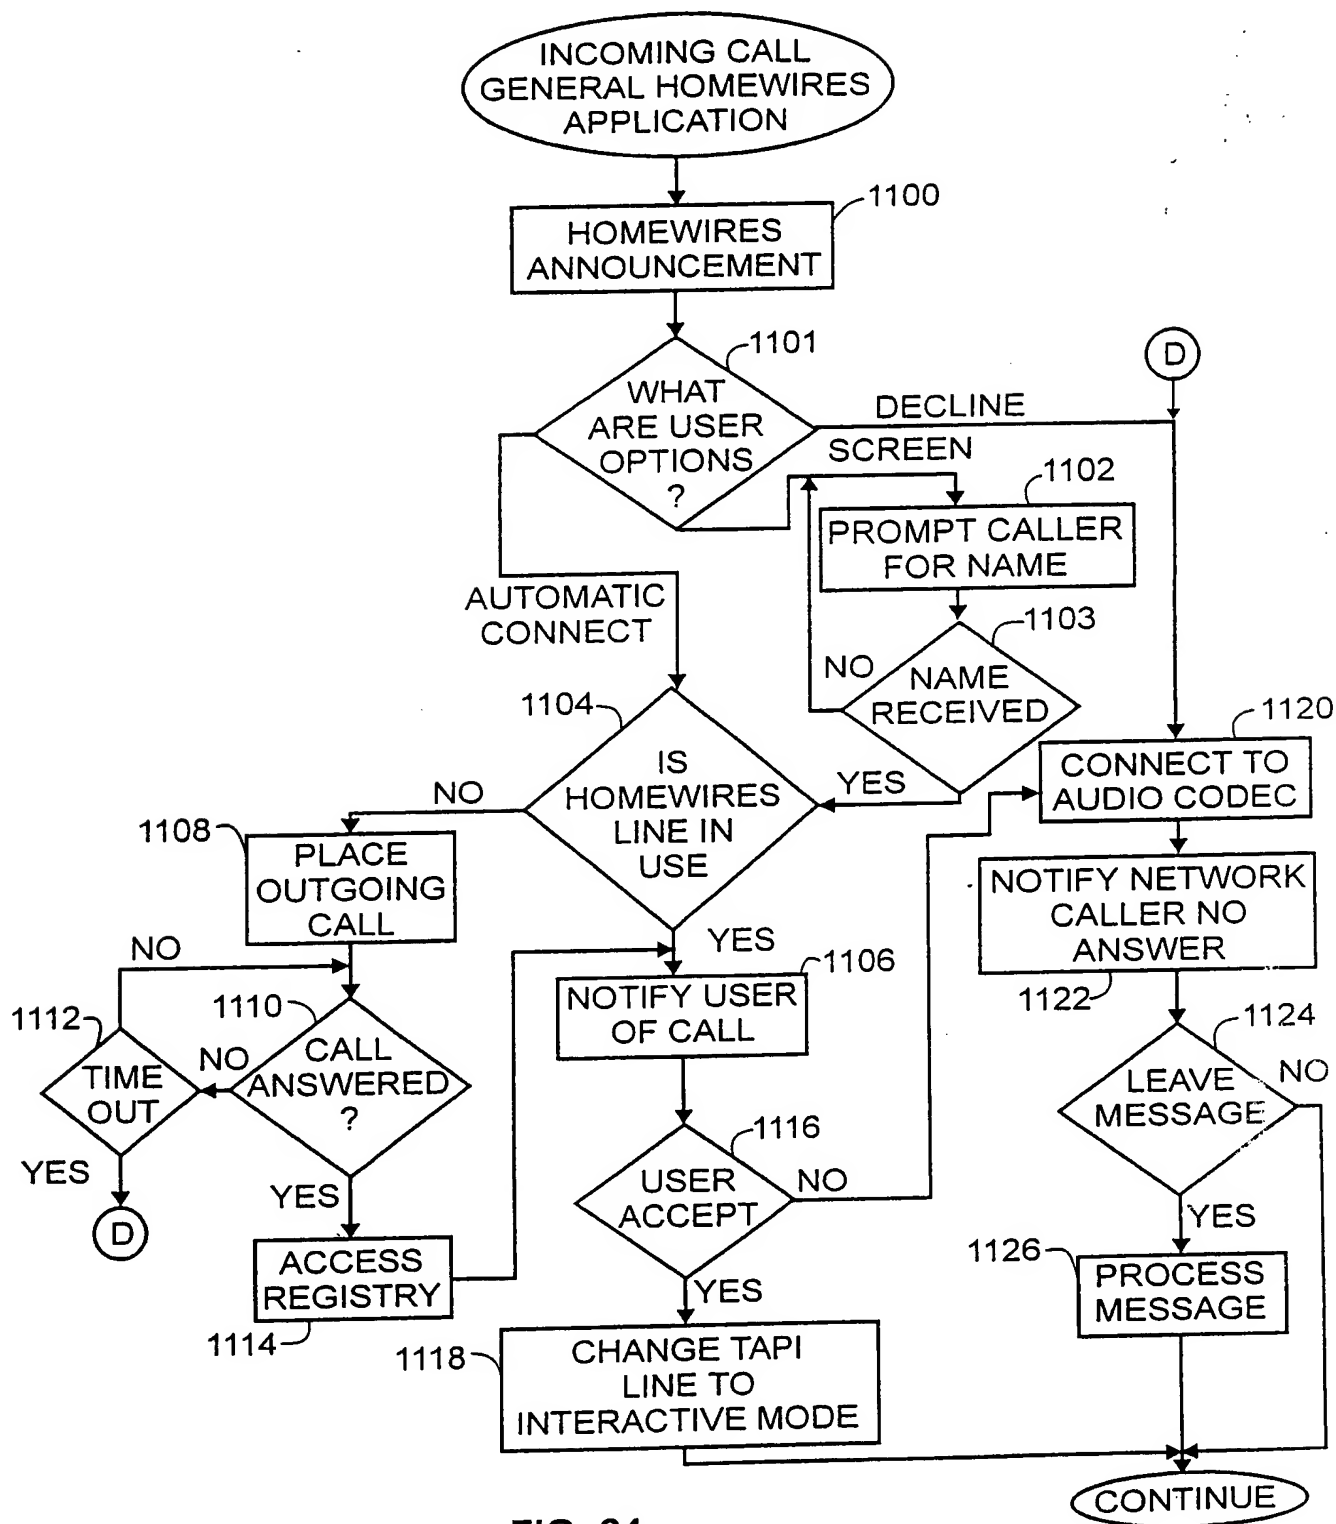 INCOMING CALL
GENERAL HOMEWIRES
APPLICATION
1100
HOMEWIRES
ANNOUNCEMENT
1101
WHAT
ARE USER
OPTIONS
?
D
DECLINE
SCREEN
1102
PROMPT CALLER
FOR NAME
AUTOMATIC
CONNECT
1103
NAME
RECEIVED
NO
YES
1104
IS
HOMEWIRES
LINE IN
USE
NO
YES
1120
CONNECT TO
AUDIO CODEC
1108
PLACE
OUTGOING
CALL
NOTIFY NETWORK
CALLER NO
ANSWER
1122
1106
NOTIFY USER
OF CALL
NO
1112
TIME
OUT
1110
CALL
ANSWERED
?
NO
YES
D
YES
1124
LEAVE
MESSAGE
NO
1116
USER
ACCEPT
NO
YES
YES
ACCESS
REGISTRY
1114
1126
PROCESS
MESSAGE
1118
CHANGE TAPI
LINE TO
INTERACTIVE MODE
CONTINUE